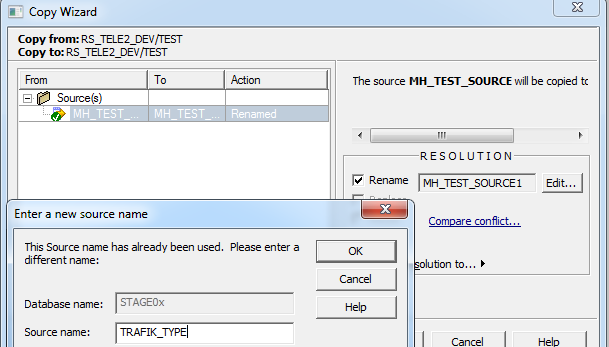 Copy Wizard
Copy from: RS_TELE2_DEV/TEST
Copy to: RS_TELE2_DEV/TEST
From To Action
Source(s)
MH_TEST_... MH_TEST_... Renamed
The source MH_TEST_SOURCE will be copied to
RESOLUTION
Rename MH_TEST_SOURCE1 Edit...
Compare conflict...
solution to...
Cancel Help
Enter a new source name
This Source name has already been used. Please enter a
different name:
OK
Cancel
Help
Database name: STAGE0x
Source name: TRAFIK_TYPE